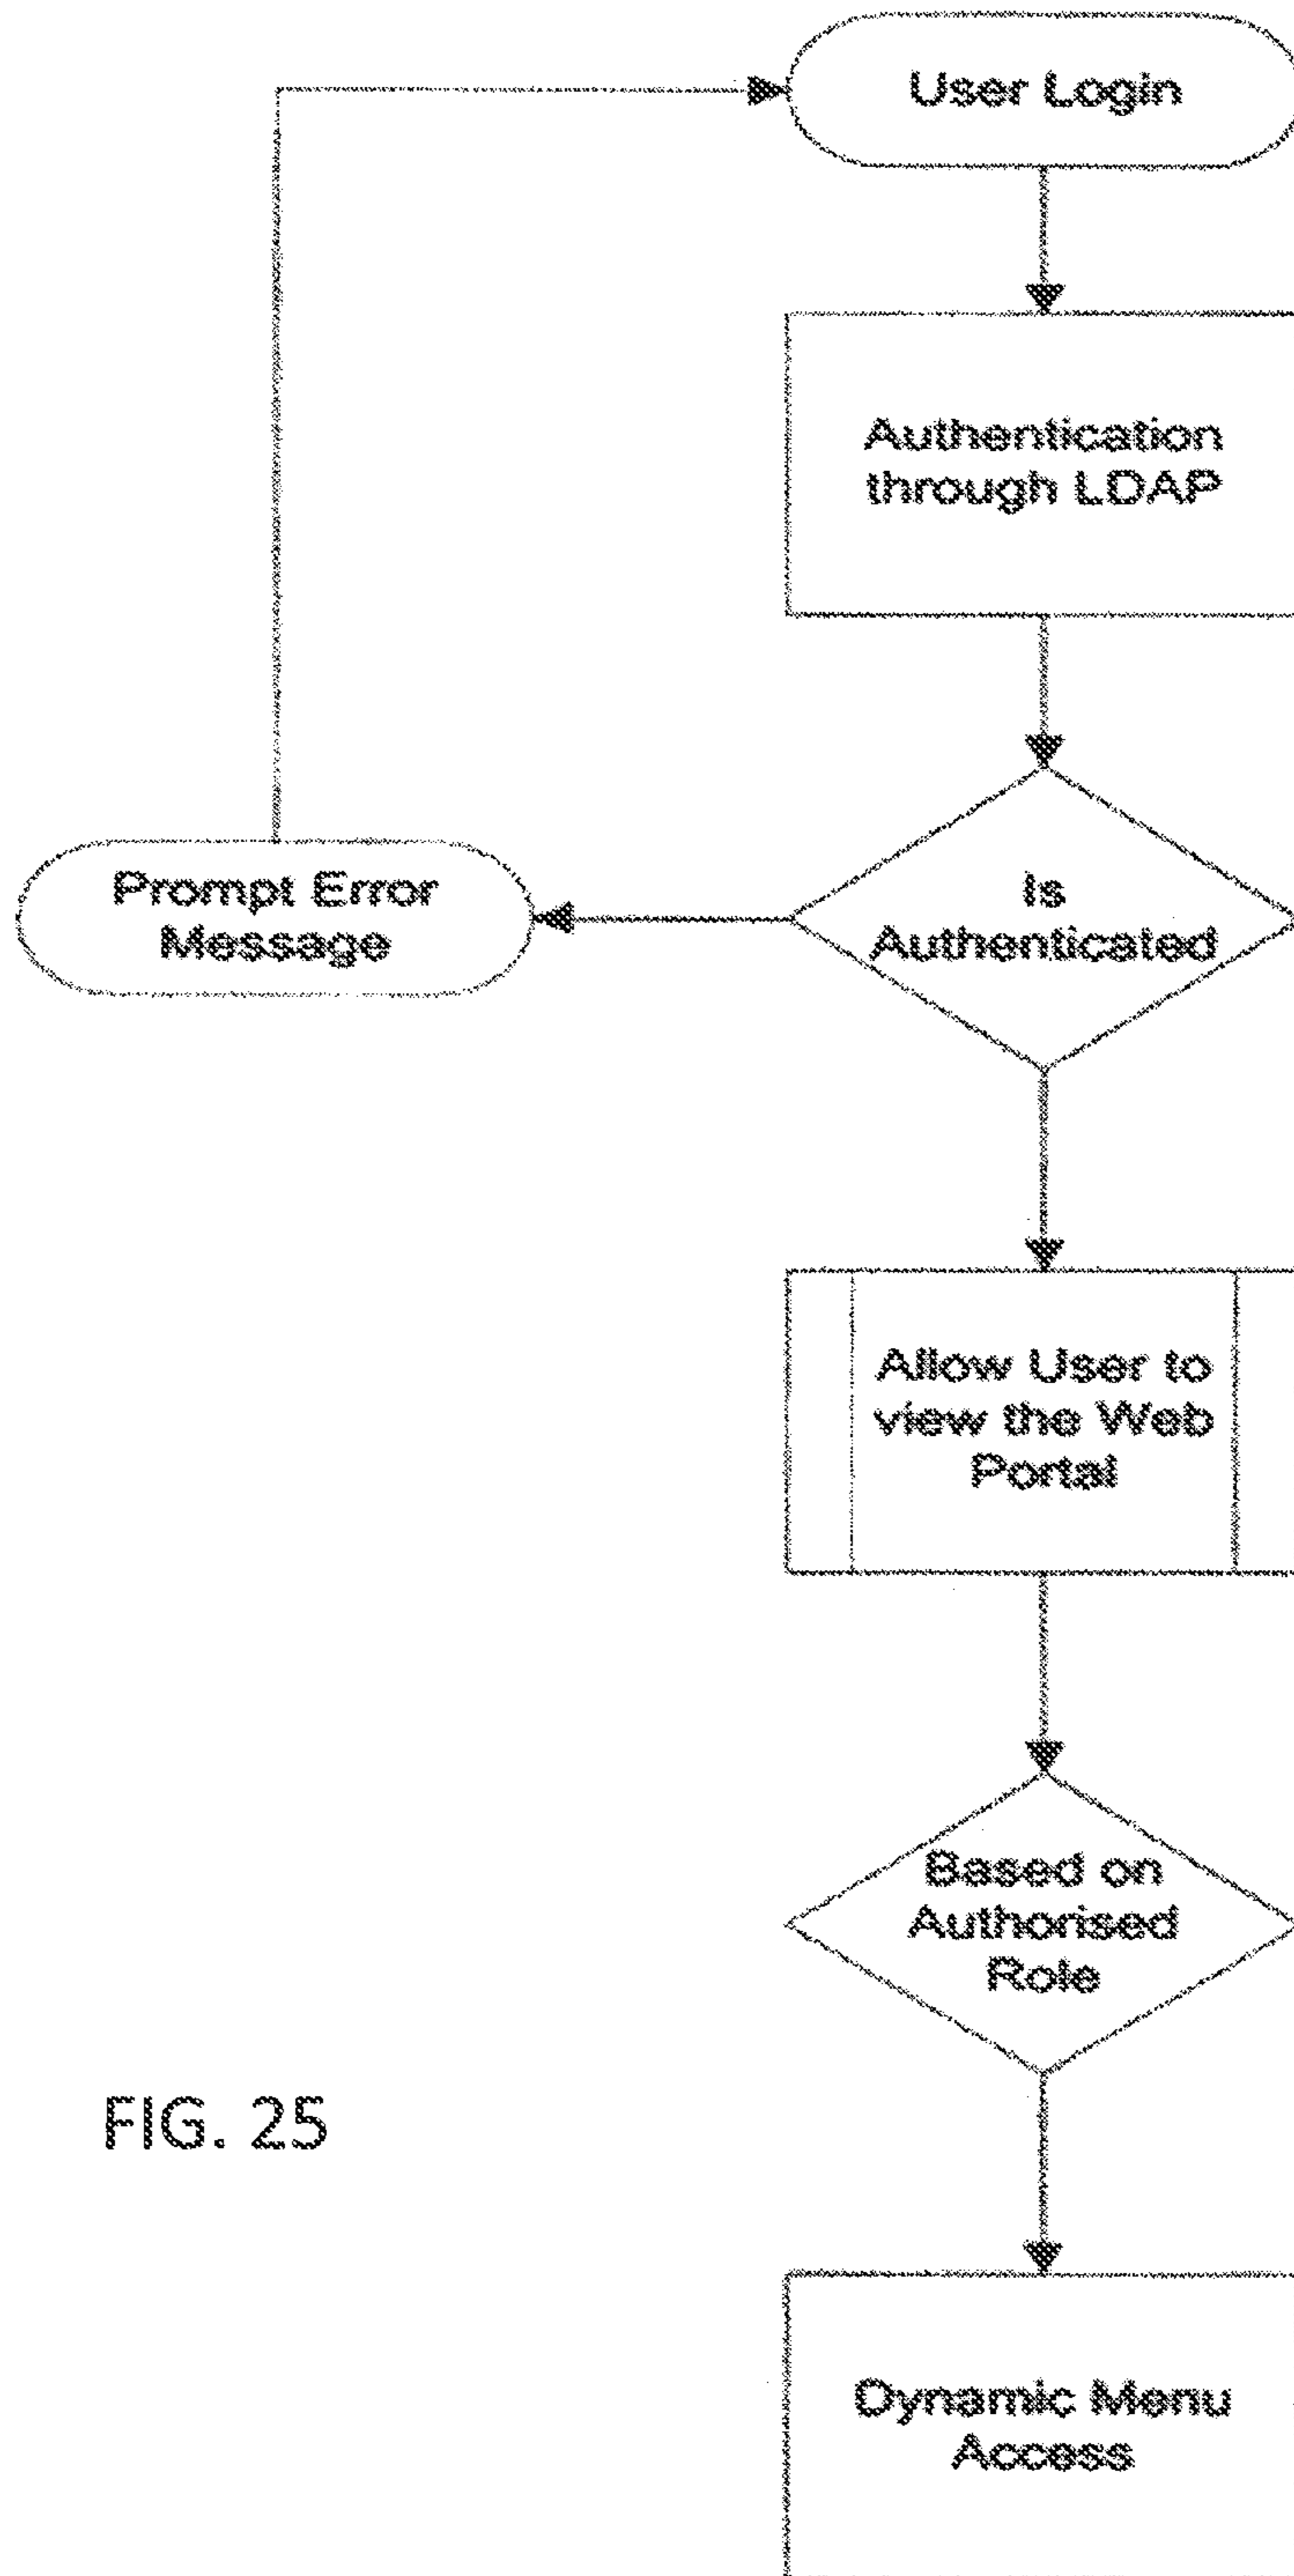 User Login
Authentication
through LDAP
Prompt Error
Message
Is
Authenticated
Allow User to
view the Web
Portal
Based on
Authorised
Role
FIG. 25
Dynamic Menu
Access